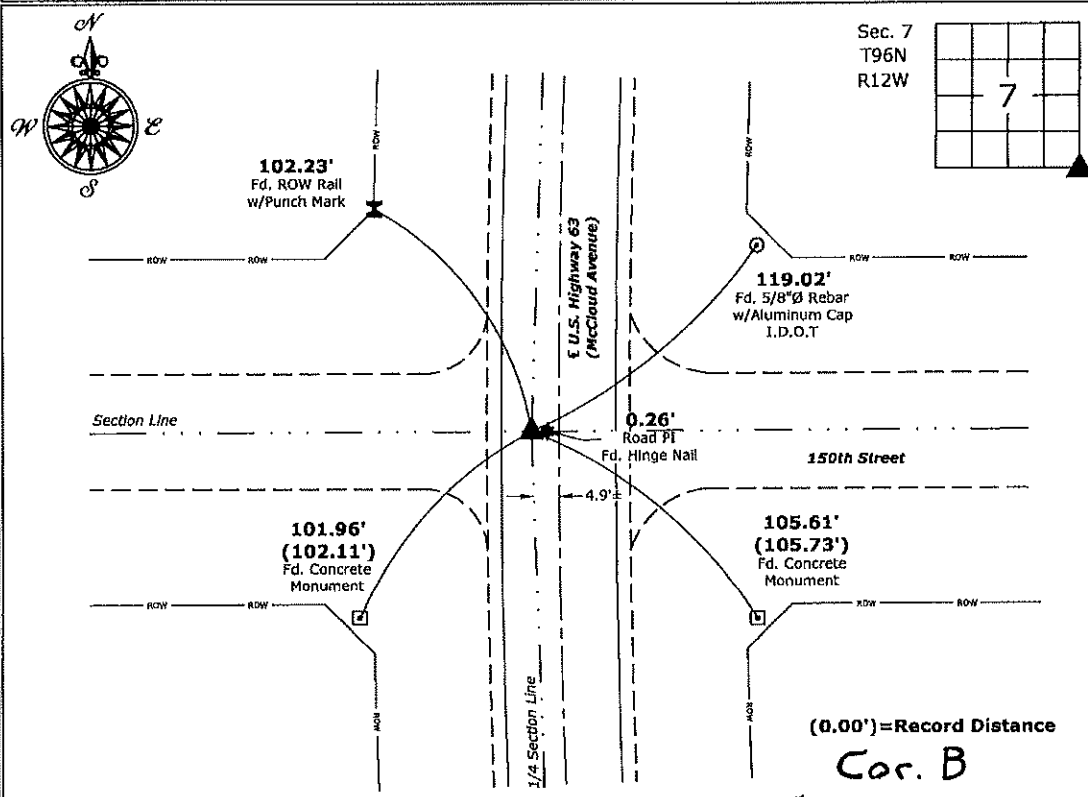 N
W
E
S
Sec. 7
T96N
R12W
7
ROW
ROW
102.23'
Fd. ROW Rail
w/Punch Mark
ROW
ROW
ROW
ROW
119.02'
Fd. 5/8"Ø Rebar
w/Aluminum Cap
I.D.O.T
℄ U.S. Highway 63
(McCloud Avenue)
Section Line
0.26'
Road PI
Fd. Hinge Nail
150th Street
4.9'±
101.96'
(102.11')
Fd. Concrete
Monument
105.61'
(105.73')
Fd. Concrete
Monument
ROW
ROW
ROW
ROW
ROW
ROW
1/4 Section Line
(0.00')=Record Distance
Cor. B